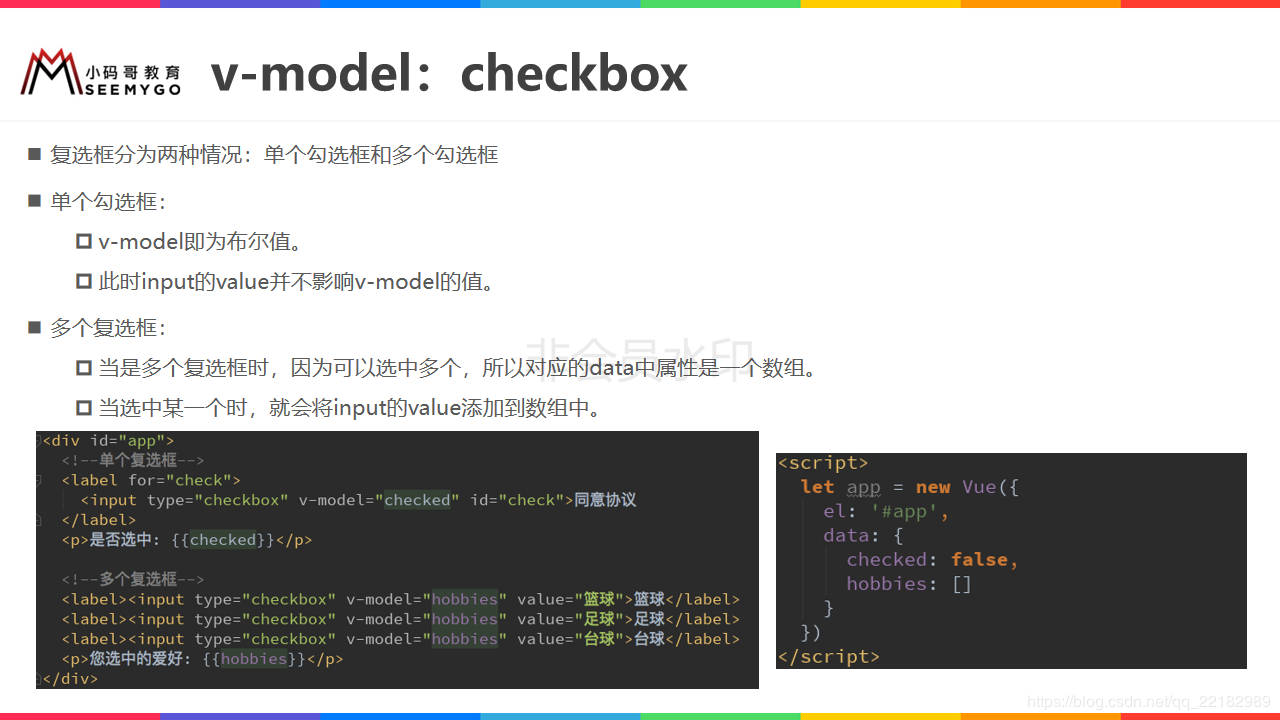 小码哥教育
SEEMYGO
v-model：checkbox
复选框分为两种情况：单个勾选框和多个勾选框
单个勾选框：
v-model即为布尔值。
此时input的value并不影响v-model的值。
多个复选框：
当是多个复选框时，因为可以选中多个，所以对应的data中属性是一个数组。
当选中某一个时，就会将input的value添加到数组中。
非会员水印
<div id="app">
<!--单个复选框-->
<label for="check">
<input type="checkbox" v-model="checked" id="check">同意协议
</label>
<p>是否选中: {{checked}}</p>
<!--多个复选框-->
<label><input type="checkbox" v-model="hobbies" value="篮球">篮球</label>
<label><input type="checkbox" v-model="hobbies" value="足球">足球</label>
<label><input type="checkbox" v-model="hobbies" value="台球">台球</label>
<p>您选中的爱好: {{hobbies}}</p>
</div>
<script>
let app = new Vue({
el: '#app',
data: {
checked: false,
hobbies: []
}
})
</script>
https://blog.csdn.net/qq_22182989